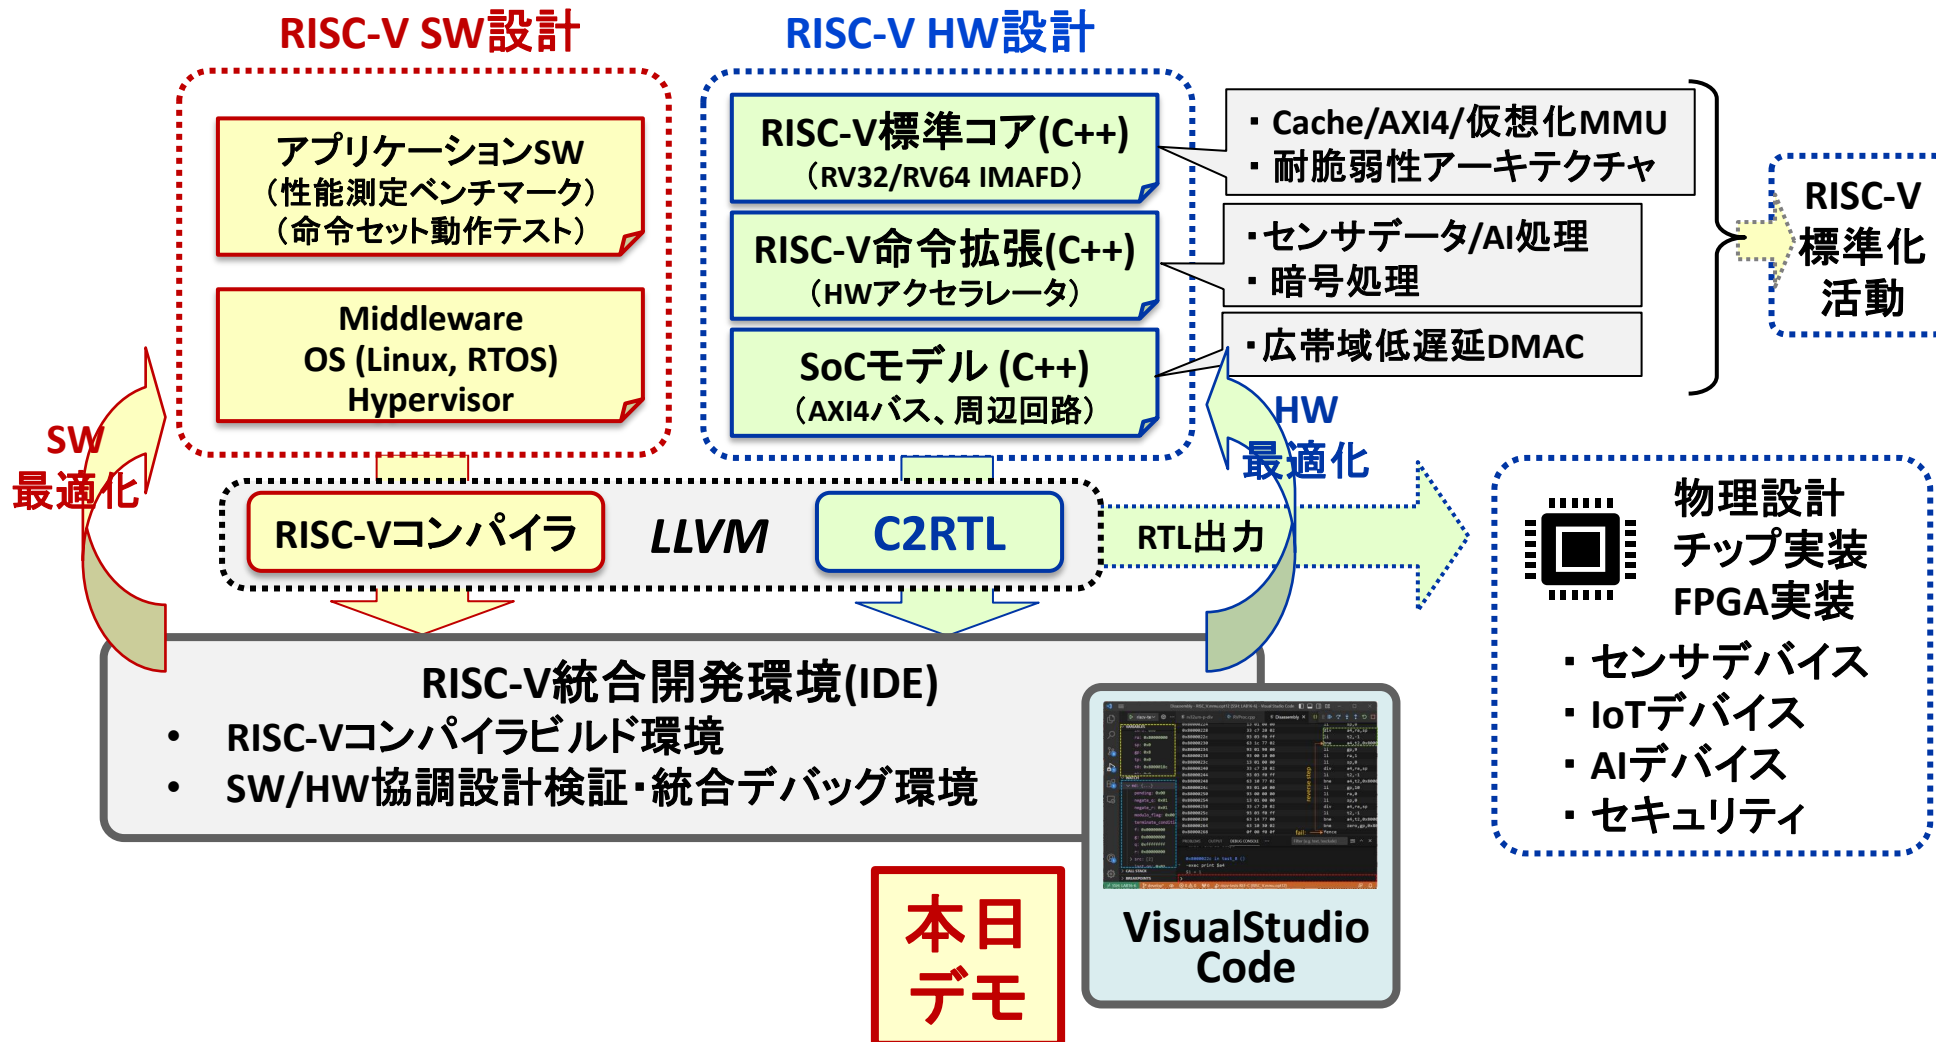 RISC-V SW設計
RISC-V HW設計
アプリケーションSW
（性能測定ベンチマーク）
（命令セット動作テスト）
Middleware
OS (Linux, RTOS)
Hypervisor
RISC-V標準コア(C++)
（RV32/RV64 IMAFD）
RISC-V命令拡張(C++)
（HWアクセラレータ）
SoCモデル (C++)
（AXI4バス、周辺回路）
・Cache/AXI4/仮想化MMU
・耐脆弱性アーキテクチャ
・センサデータ/AI処理
・暗号処理
・広帯域低遅延DMAC
RISC-V
標準化
活動
SW
最適化
HW
最適化
RISC-Vコンパイラ
LLVM
C2RTL
RTL出力
物理設計
チップ実装
FPGA実装
・センサデバイス
・IoTデバイス
・AIデバイス
・セキュリティ
RISC-V統合開発環境(IDE)
• RISC-Vコンパイラビルド環境
• SW/HW協調設計検証・統合デバッグ環境
reverse step
VisualStudio
Code
本日
デモ